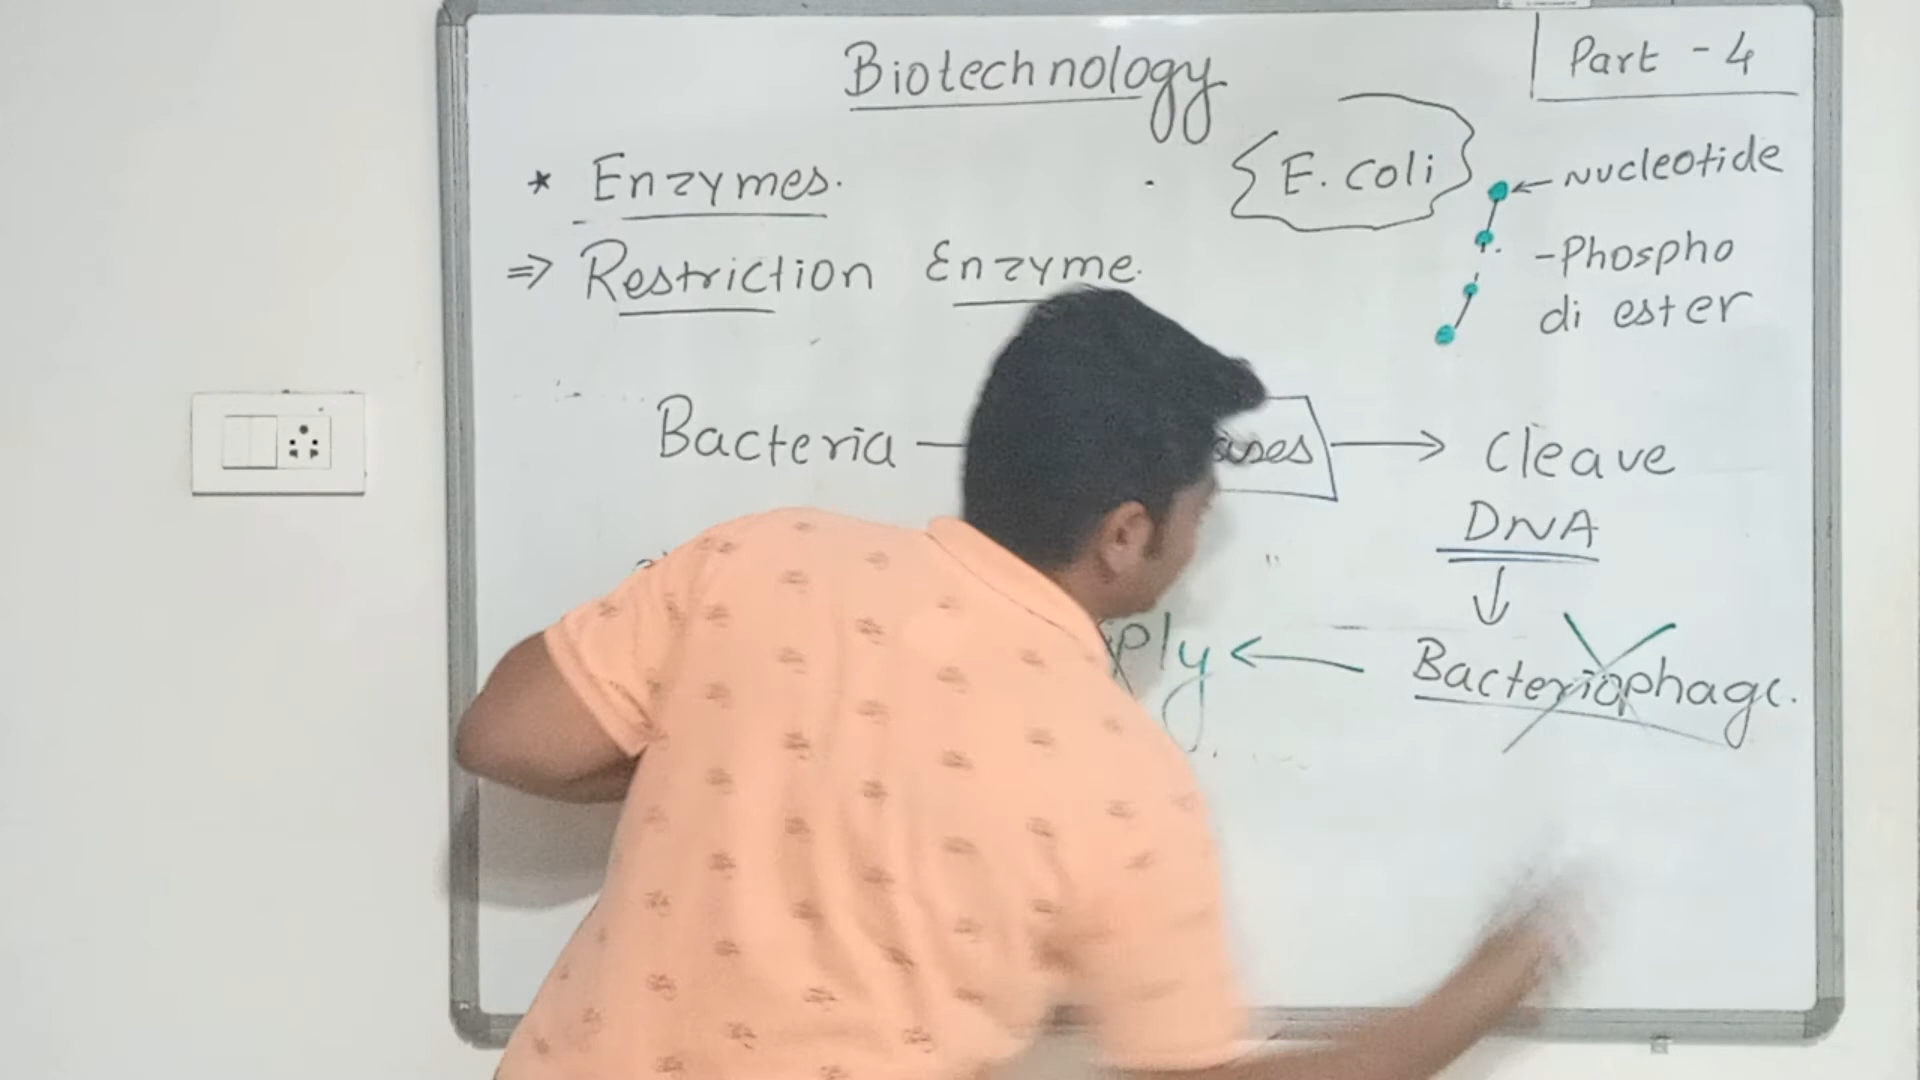 Biotechnology
Part - 4
* Enzymes.
{E. coli}
← Nucleotide
⇒ Restriction Enzyme.
- Phospho
di ester
Bacteria — → Cleave
DNA
↓
← Bacteriophage.